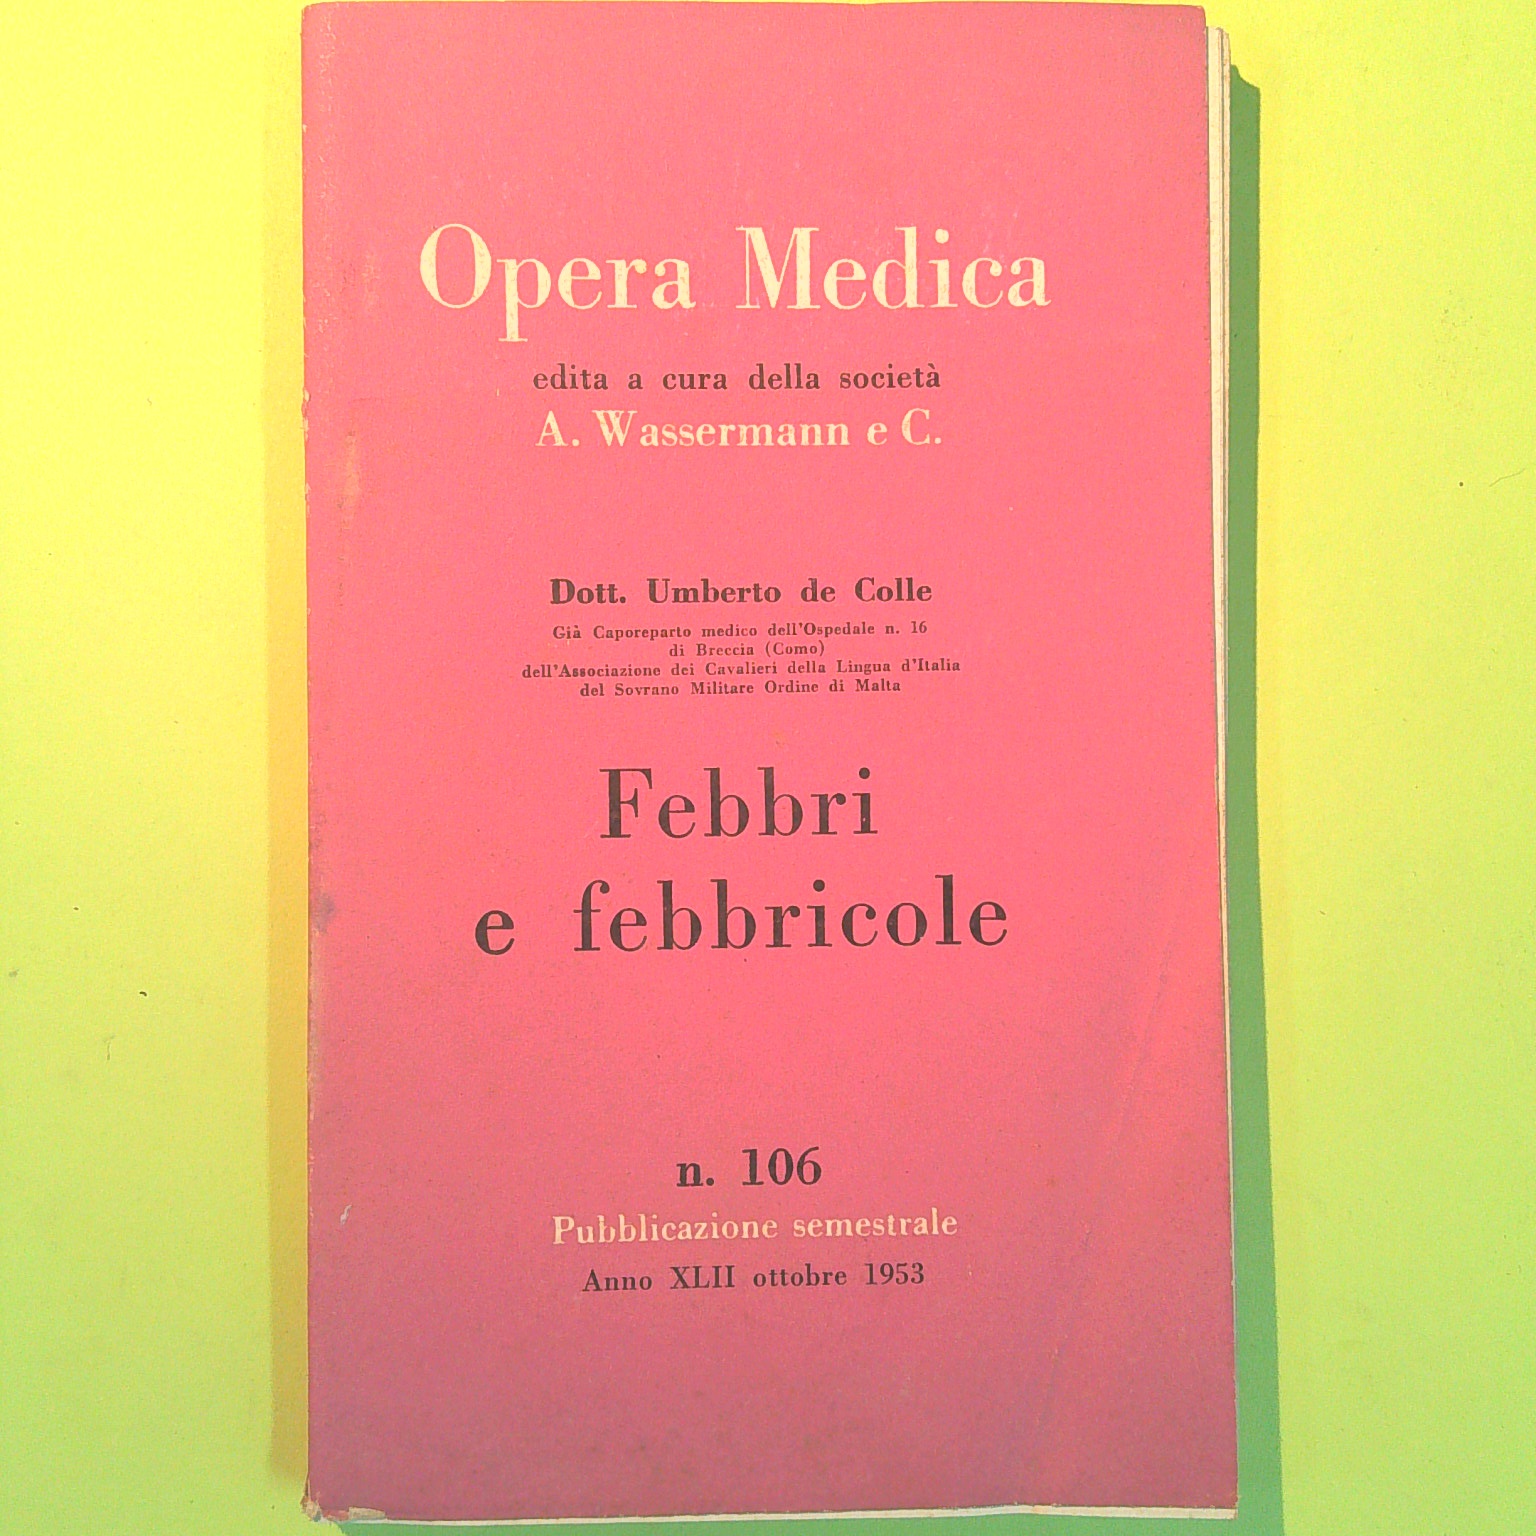 Opera Medica
edita a cura della società
A. Wassermann e C.
Dott. Umberto de Colle
Già Caporeparto medico dell'Ospedale n. 16
di Breccia (Como)
dell'Associazione dei Cavalieri della Lingua d'Italia
del Sovrano Militare Ordine di Malta
Febbri
e febbricole
n. 106
Pubblicazione semestrale
Anno XLII ottobre 1953